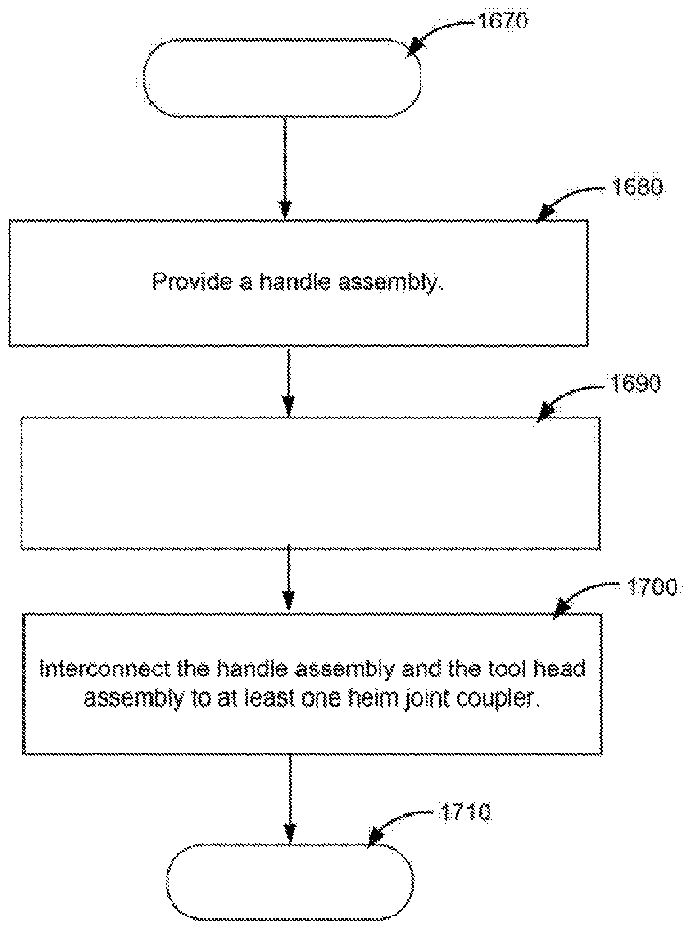 1670
1680
Provide a handle assembly.
1690
1700
Interconnect the handle assembly and the tool head
assembly to at least one heim joint coupler.
1710